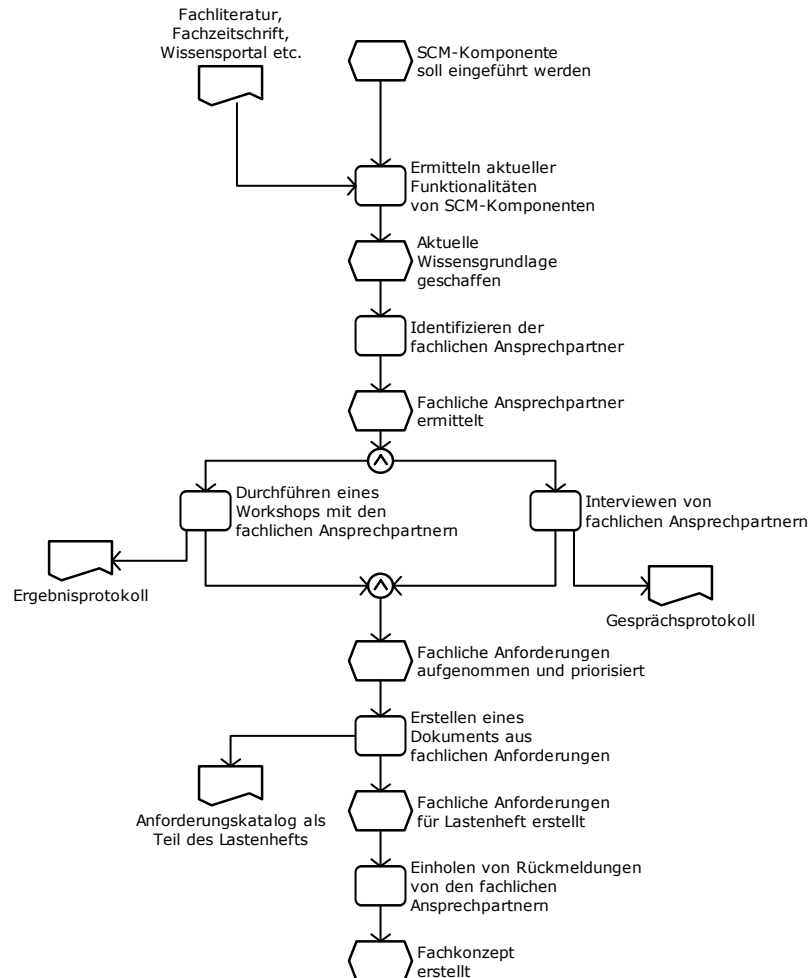 Fachliteratur,
Fachzeitschrift,
Wissensportal etc.
SCM-Komponente
soll eingeführt werden
Ermitteln aktueller
Funktionalitäten
von SCM-Komponenten
Aktuelle
Wissensgrundlage
geschaffen
Identifizieren der
fachlichen Ansprechpartner
Fachliche Ansprechpartner
ermittelt
Durchführen eines
Workshops mit den
fachlichen Ansprechpartnern
Interviewen von
fachlichen Ansprechpartnern
Ergebnisprotokoll
Gesprächsprotokoll
Fachliche Anforderungen
aufgenommen und priorisiert
Erstellen eines
Dokuments aus
fachlichen Anforderungen
Anforderungskatalog als
Teil des Lastenhefts
Fachliche Anforderungen
für Lastenheft erstellt
Einholen von Rückmeldungen
von den fachlichen
Ansprechpartnern
Fachkonzept
erstellt